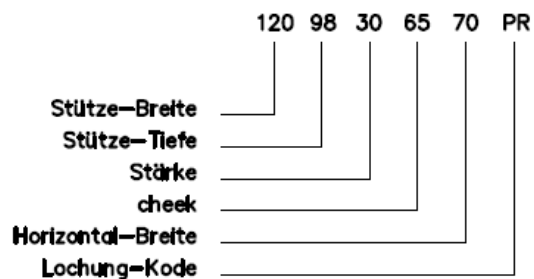 120 98 30 65 70 PR
Stütze-Breite
Stütze-Tiefe
Stärke
cheek
Horizontal-Breite
Lochung-Kode